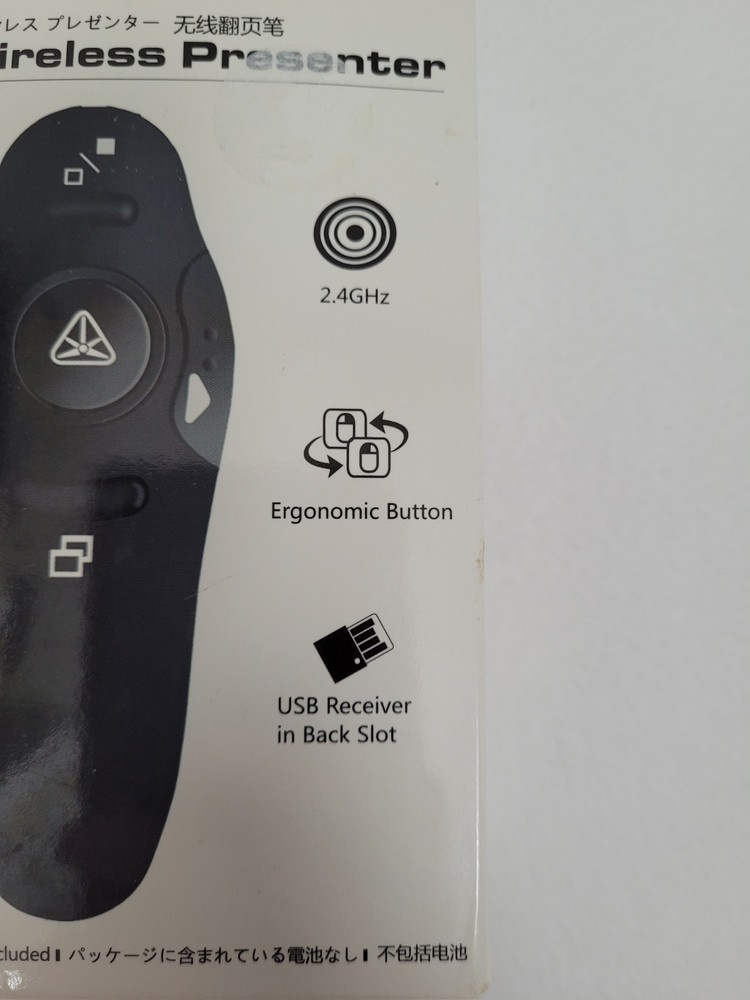 レス プレゼンター 无线翻页笔
ireless Presenter
2.4GHz
Ergonomic Button
USB Receiver
in Back Slot
cluded パッケージに含まれている電池なし 不包括电池